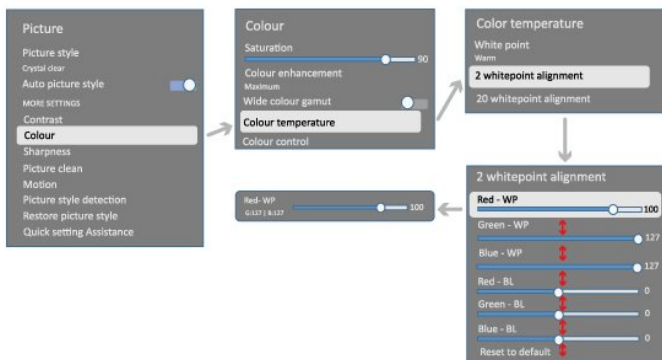 Picture
Picture style
Crystal clear
Auto picture style
MORE SETTINGS
Contrast
Colour
Sharpness
Picture clean
Motion
Picture style detection
Restore picture style
Quick setting Assistance
Colour
Saturation
90
Colour enhancement
Maximum
Wide colour gamut
Colour temperature
Colour control
Color temperature
White point
Warm
2 whitepoint alignment
20 whitepoint alignment
2 whitepoint alignment
Red- WP
100
Green - WP
127
Blue - WP
127
Red - BL
0
Green - BL
0
Blue - BL
0
Reset to default
Red- WP
G:127 | B:127
100